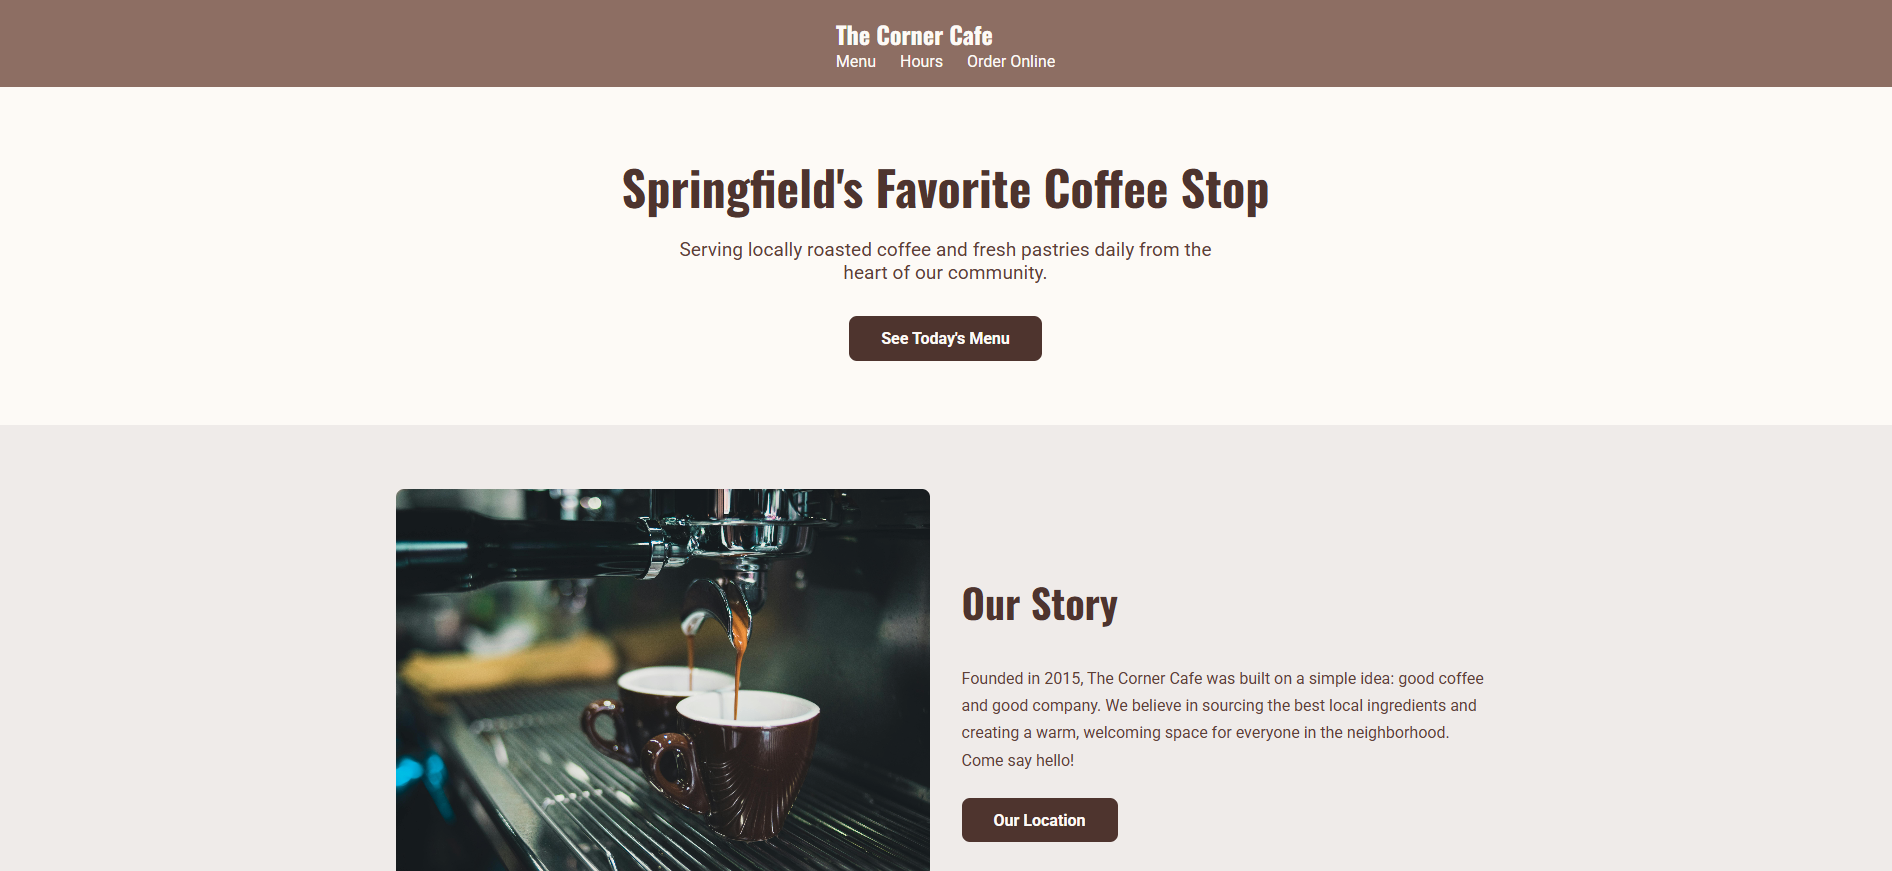 The Corner Cafe
Menu Hours Order Online
Springfield's Favorite Coffee Stop
Serving locally roasted coffee and fresh pastries daily from the
heart of our community.
See Today's Menu
Our Story
Founded in 2015, The Corner Cafe was built on a simple idea: good coffee
and good company. We believe in sourcing the best local ingredients and
creating a warm, welcoming space for everyone in the neighborhood.
Come say hello!
Our Location